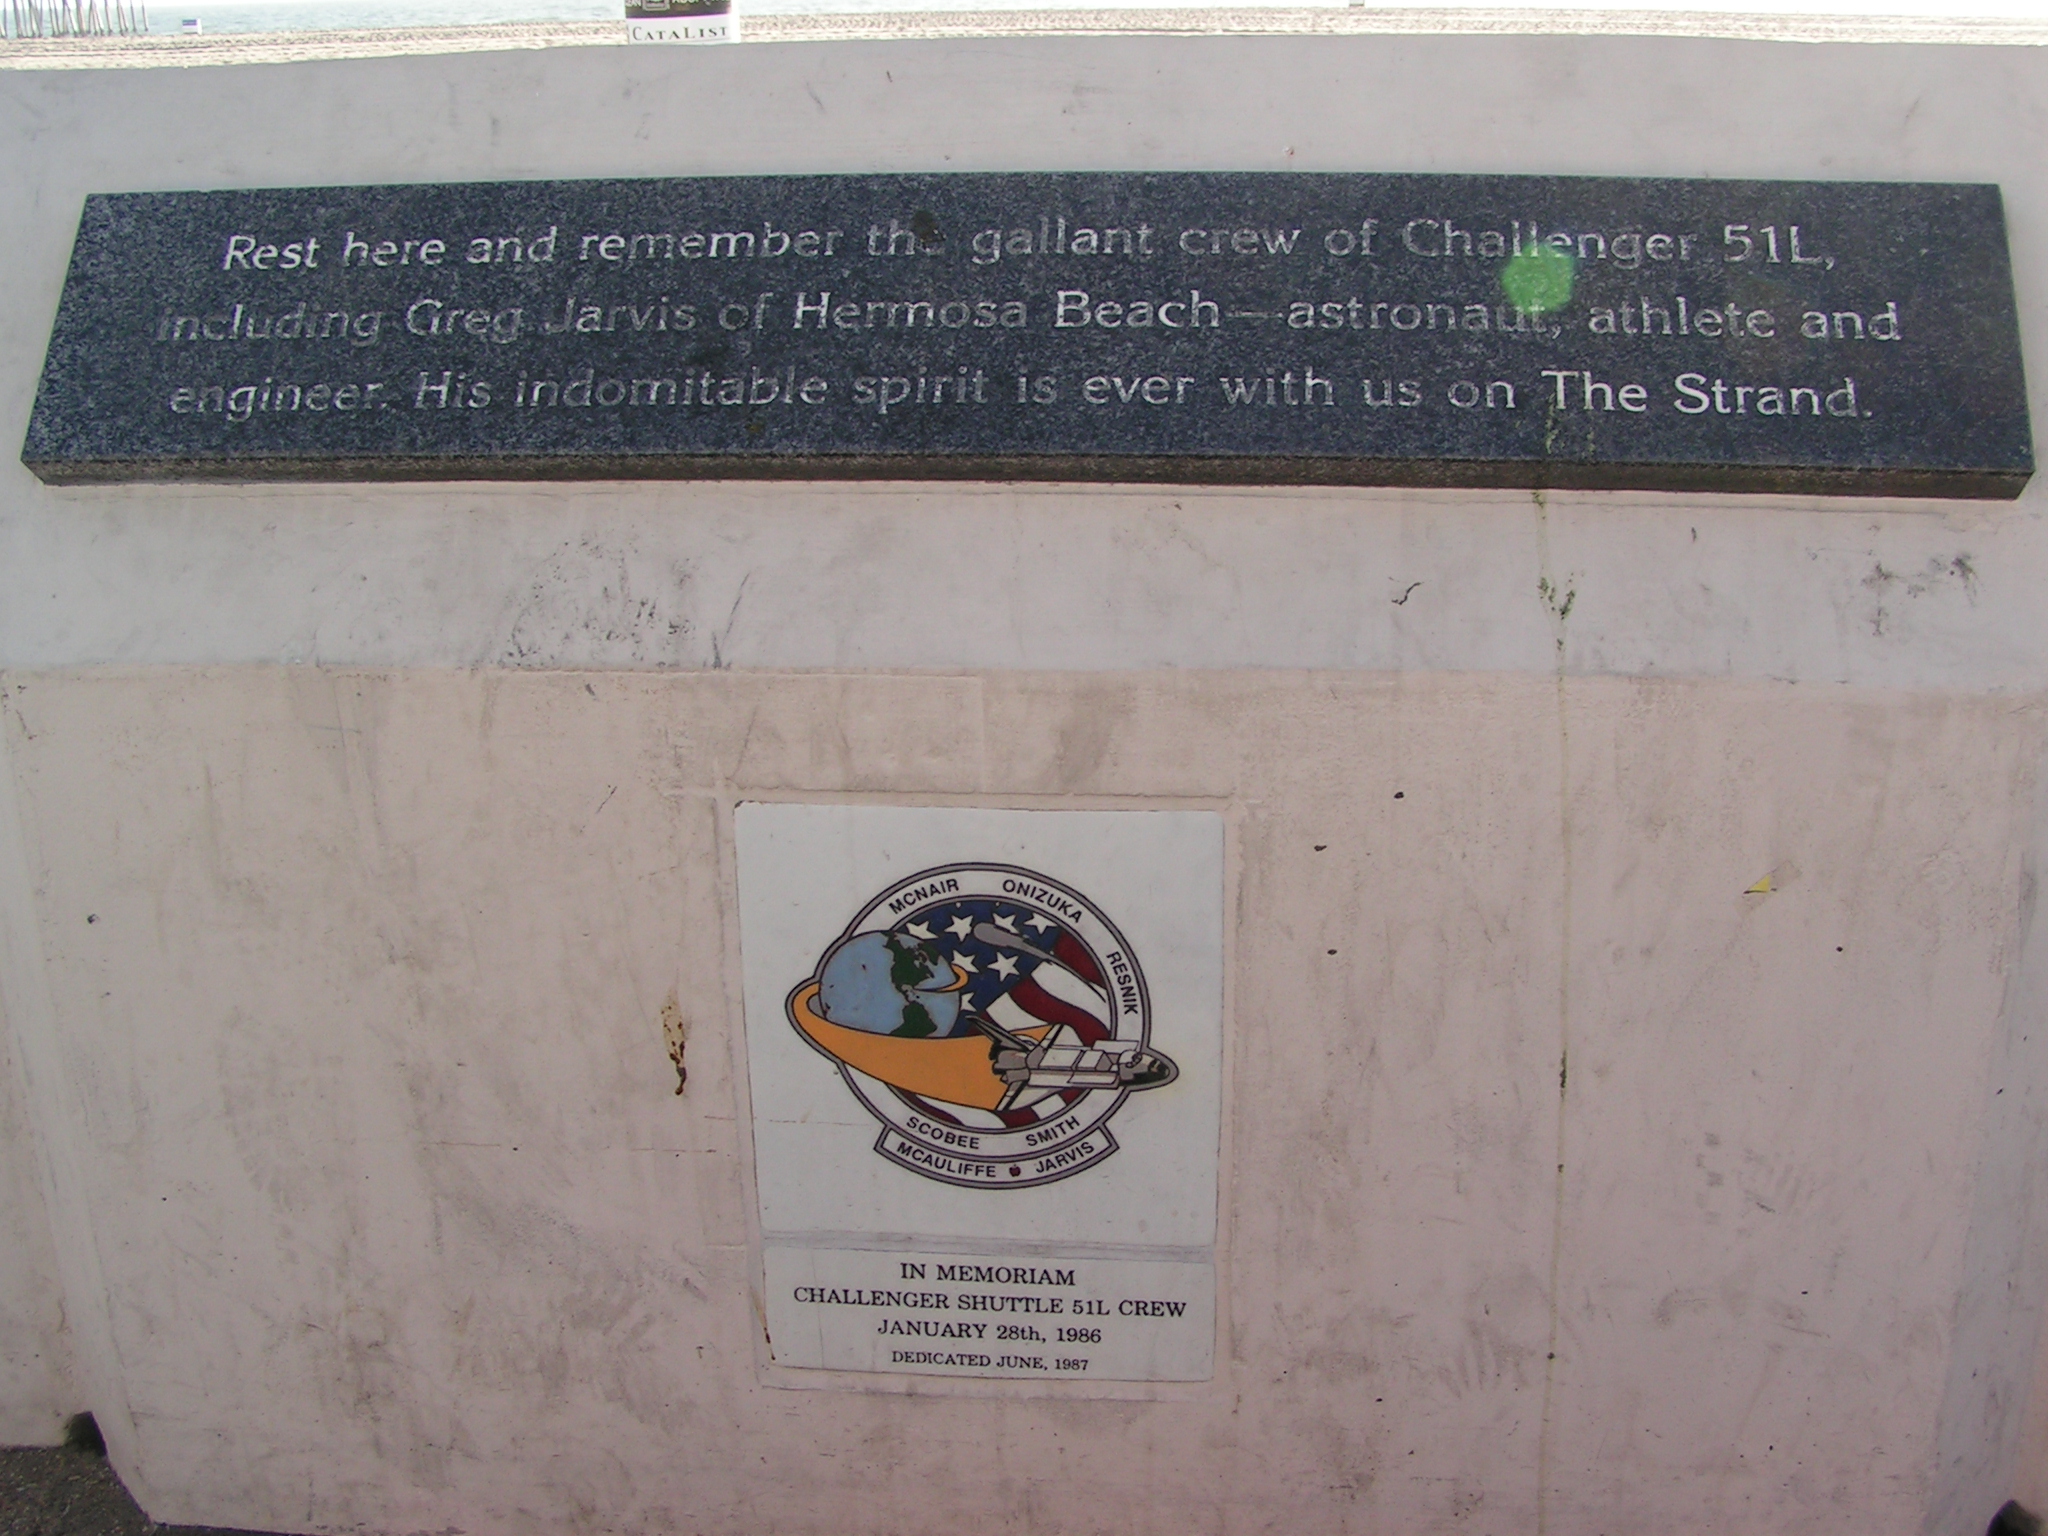 CATALIST
Rest here and remember the gallant crew of Challenger 51L,
including Greg Jarvis of Hermosa Beach—astronaut, athlete and
engineer. His indomitable spirit is ever with us on The Strand.
MCNAIR ONIZUKA
RESNIK
SCOBEE SMITH
MCAULIFFE JARVIS
IN MEMORIAM
CHALLENGER SHUTTLE 51L CREW
JANUARY 28th, 1986
DEDICATED JUNE, 1987